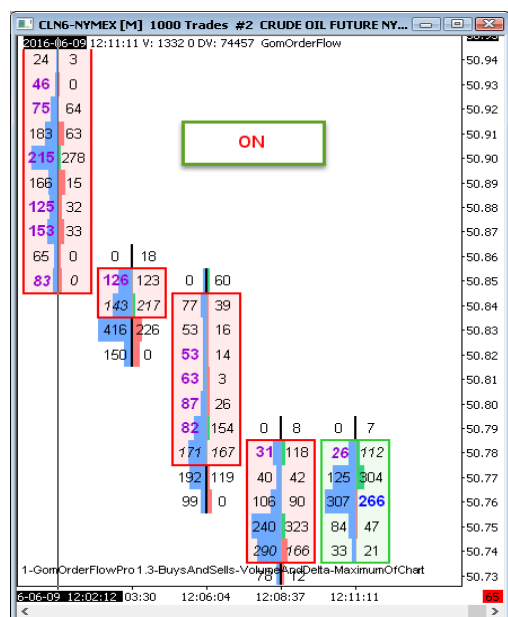 CLN6-NYMEX [M] 1000 Trades #2 CRUDE OIL FUTURE NY...
2016-06-09 12:11:11 V: 1332 0 DV: 74457 GomOrderFlow
24 3 50.94
46 0 50.93
75 64 50.92
183 63 50.91
ON
215 278 50.90
166 15 50.89
125 32 50.88
153 33 50.87
65 0 0 18 50.86
83 0 126 123 0 60 50.85
143 217 77 39 50.84
416 226 53 16 50.83
150 0 53 14 50.82
63 3 50.81
87 26 50.80
82 154 0 8 0 7 50.79
171 167 31 118 26 112 50.78
192 119 40 42 125 304 50.77
99 0 106 90 307 266 50.76
240 323 84 47 50.75
290 166 33 21 50.74
1-GomOrderFlowPro 1.3-BuysAndSells-VolumeAndDelta-MaximumOfChart
78 12 50.73
6-06-09 12:02:12 03:30 12:06:04 12:08:37 12:11:11 65